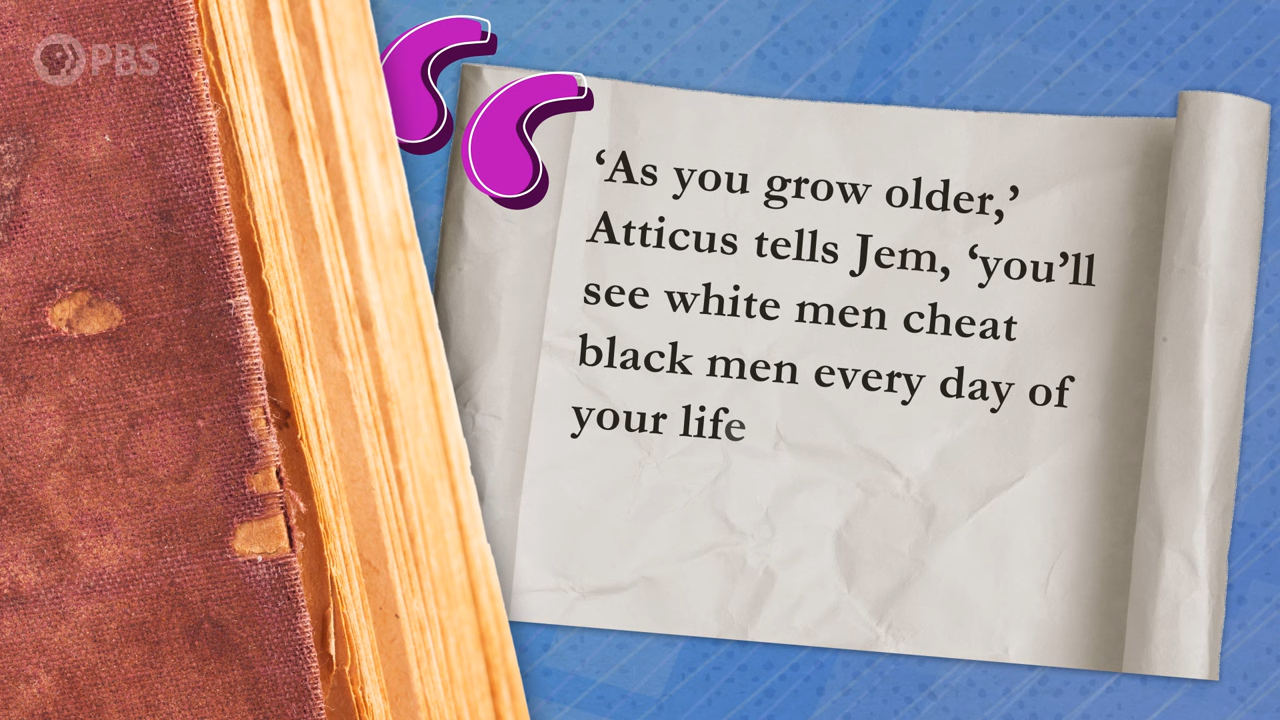 PBS
‘As you grow older,’
Atticus tells Jem, ‘you’ll
see white men cheat
black men every day of
your life